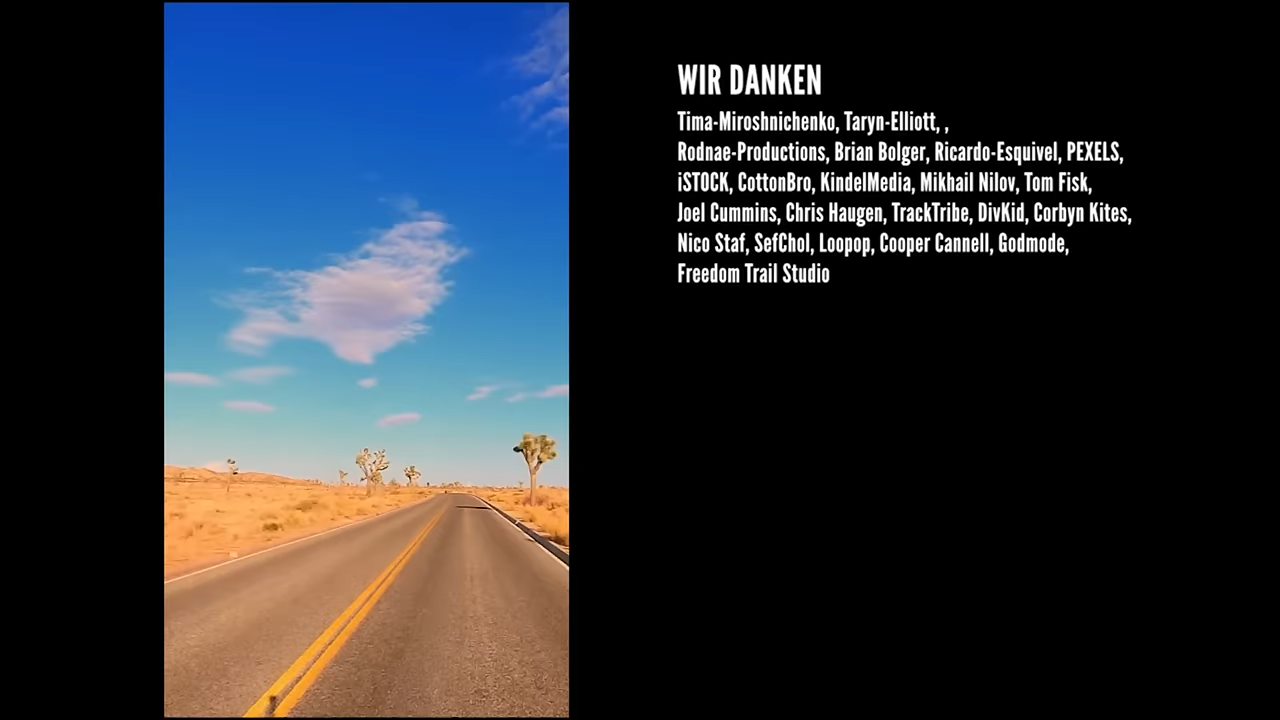 WIR DANKEN
Tima-Miroshnichenko, Taryn-Elliott, ,
Rodnae-Productions, Brian Bolger, Ricardo-Esquivel, PEXELS,
iSTOCK, CottonBro, KindelMedia, Mikhail Nilov, Tom Fisk,
Joel Cummins, Chris Haugen, TrackTribe, DivKid, Corbyn Kites,
Nico Staf, SefChol, Loopop, Cooper Cannell, Godmode,
Freedom Trail Studio